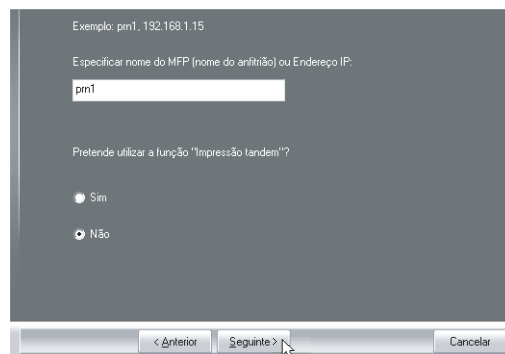 Exemplo: prn1, 192.168.1.15
Especificar nome do MFP (nome do anfitrião) ou Endereço IP:
prn1
Pretende utilizar a função "Impressão tandem"?
Sim
Não
< Anterior
Seguinte >
Cancelar